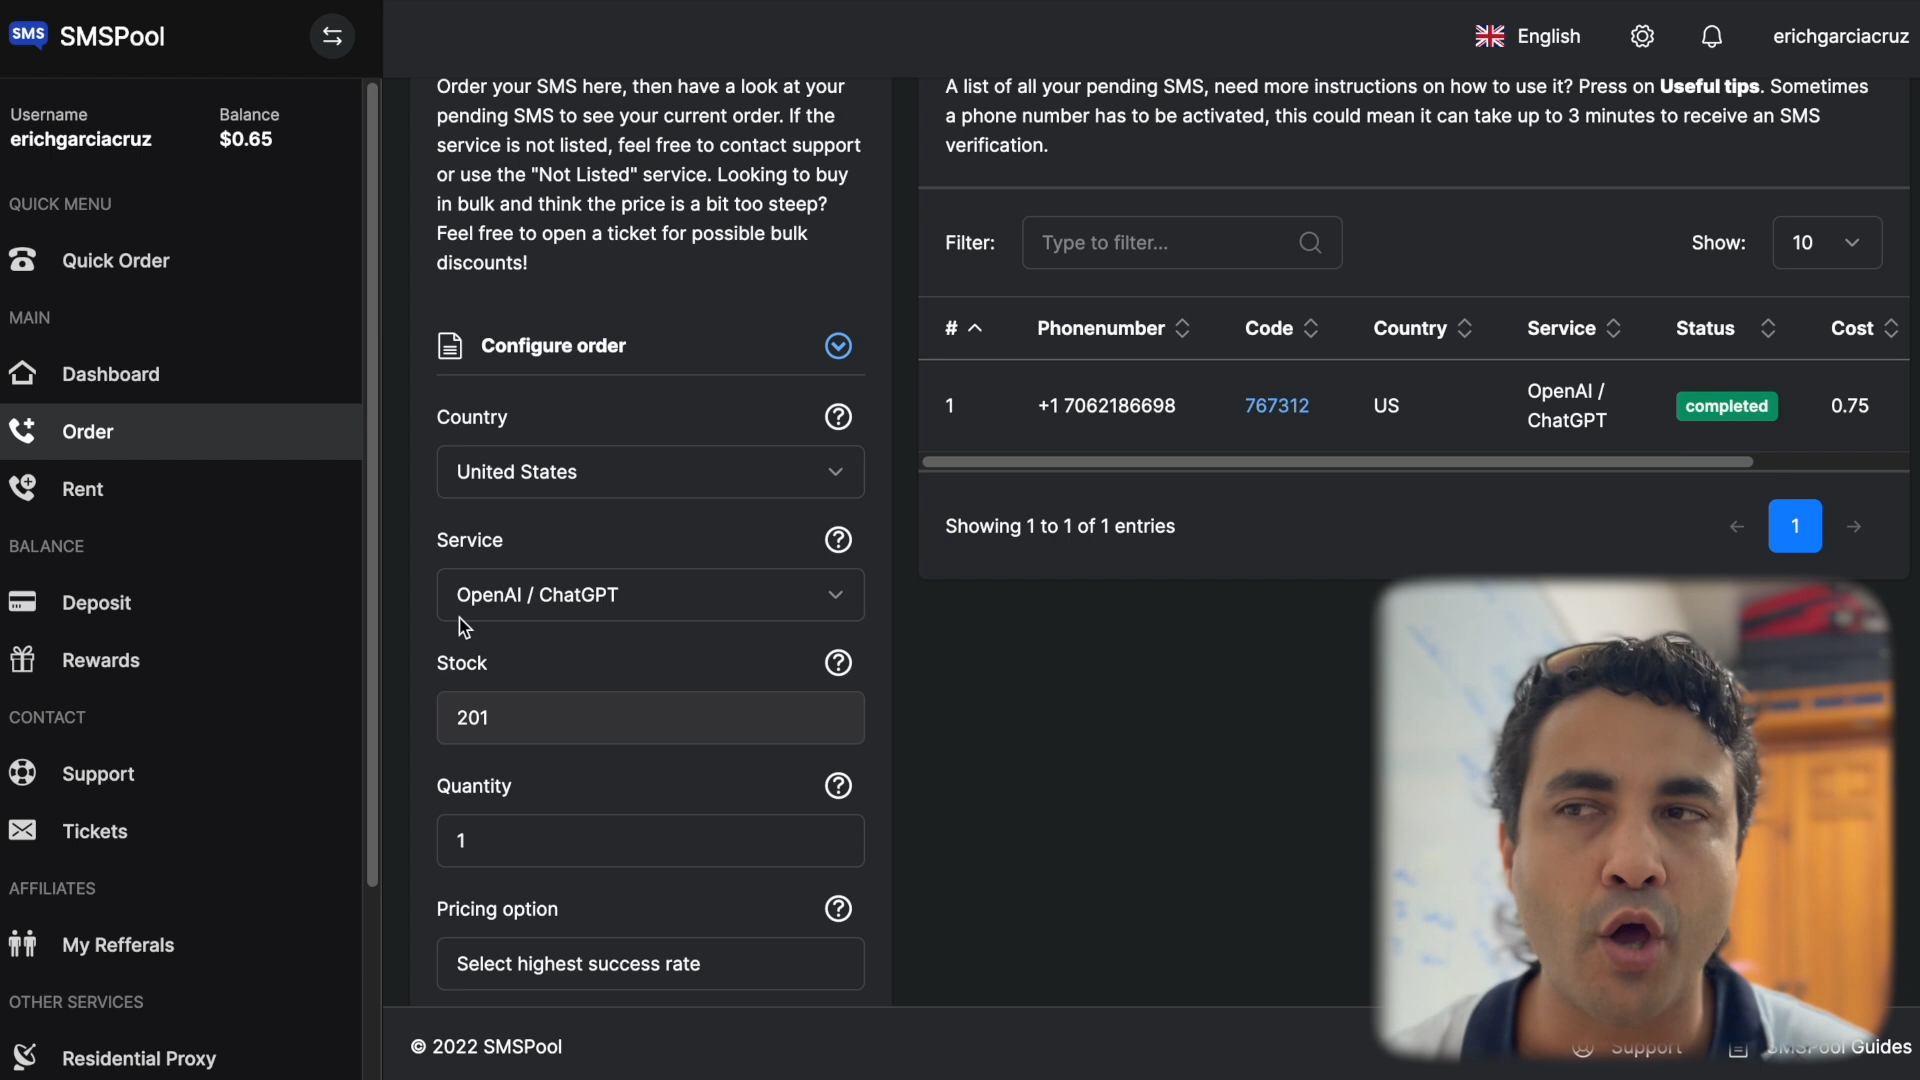 SMS SMSPool
English
erichgarciacruz
Username
Balance
erichgarciacruz
$0.65
QUICK MENU
Quick Order
MAIN
Dashboard
Order
Rent
BALANCE
Deposit
Rewards
CONTACT
Support
Tickets
AFFILIATES
My Refferals
OTHER SERVICES
Residential Proxy
Order your SMS here, then have a look at your
pending SMS to see your current order. If the
service is not listed, feel free to contact support
or use the "Not Listed" service. Looking to buy
in bulk and think the price is a bit too steep?
Feel free to open a ticket for possible bulk
discounts!
Configure order
Country
United States
Service
OpenAI / ChatGPT
Stock
201
Quantity
1
Pricing option
Select highest success rate
A list of all your pending SMS, need more instructions on how to use it? Press on Useful tips. Sometimes
a phone number has to be activated, this could mean it can take up to 3 minutes to receive an SMS
verification.
Filter:
Type to filter...
Show:
10
# Phonenumber Code Country Service Status Cost
1 +1 7062186698 767312 US OpenAI / ChatGPT completed 0.75
Showing 1 to 1 of 1 entries
1
© 2022 SMSPool
Support
SMSPool Guides